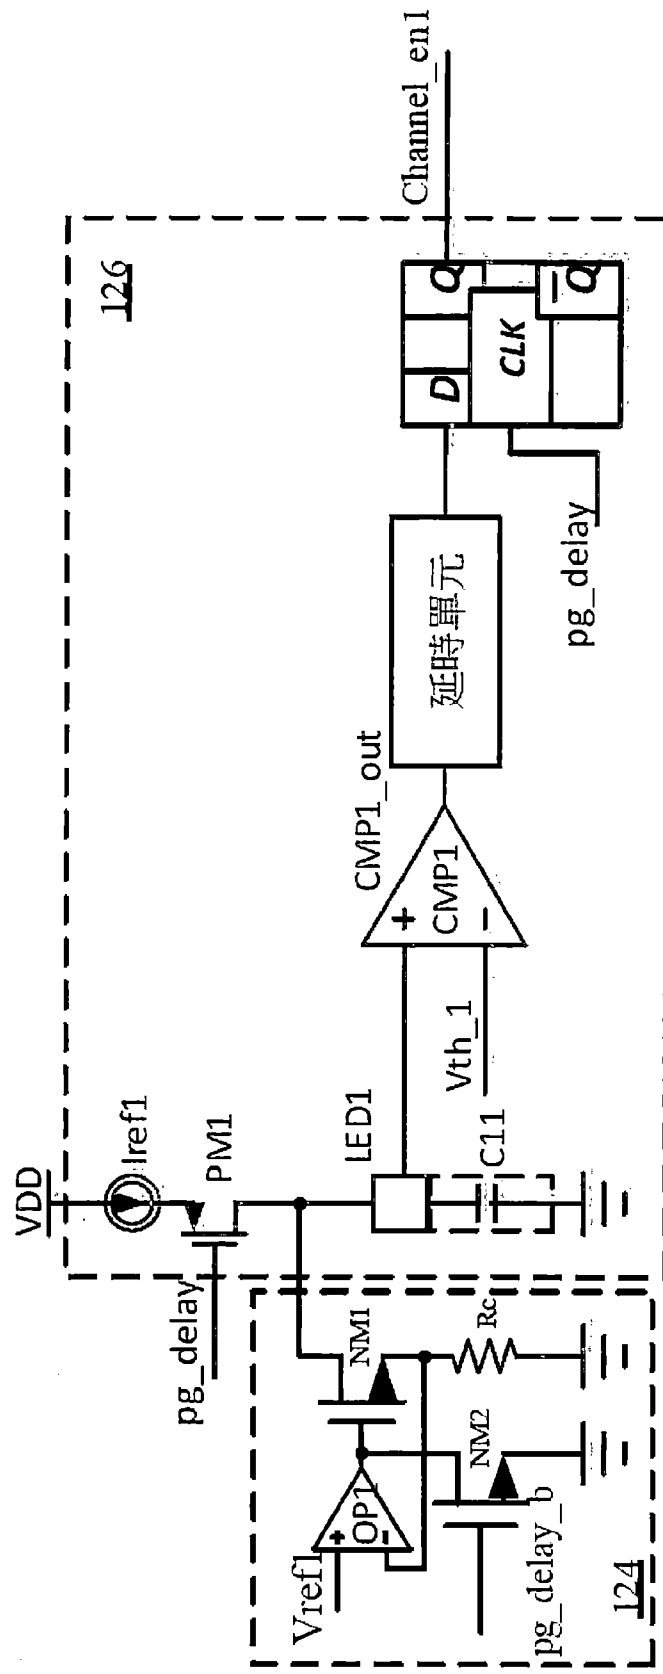 VDD
Iref1
126
Channel_en1
pg_delay
PM1
LED1
C11
Vth_1
+
CMP1
−
CMP1_out
延時單元
D
Q
CLK
Q
pg_delay
Vref1
+
OP1
-
NM1
Rc
NM2
pg_delay_b
124